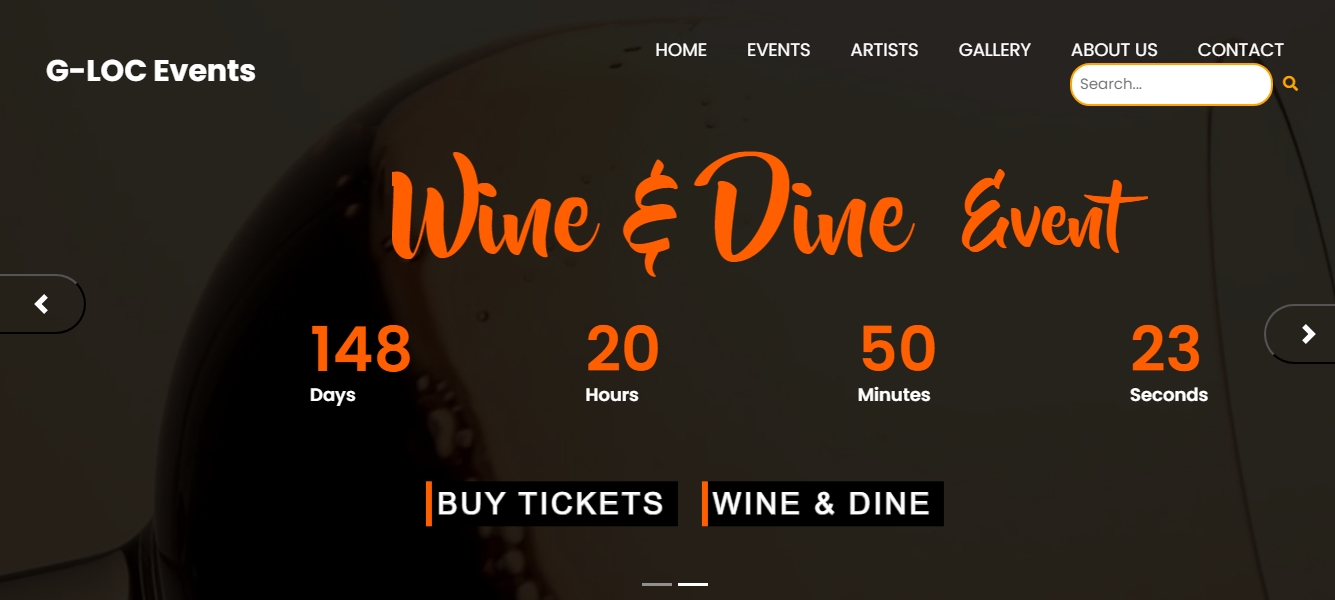 G-LOC Events
HOME EVENTS ARTISTS GALLERY ABOUT US CONTACT
Search...
Wine & Dine Event
148 20 50 23
Days Hours Minutes Seconds
BUY TICKETS WINE & DINE